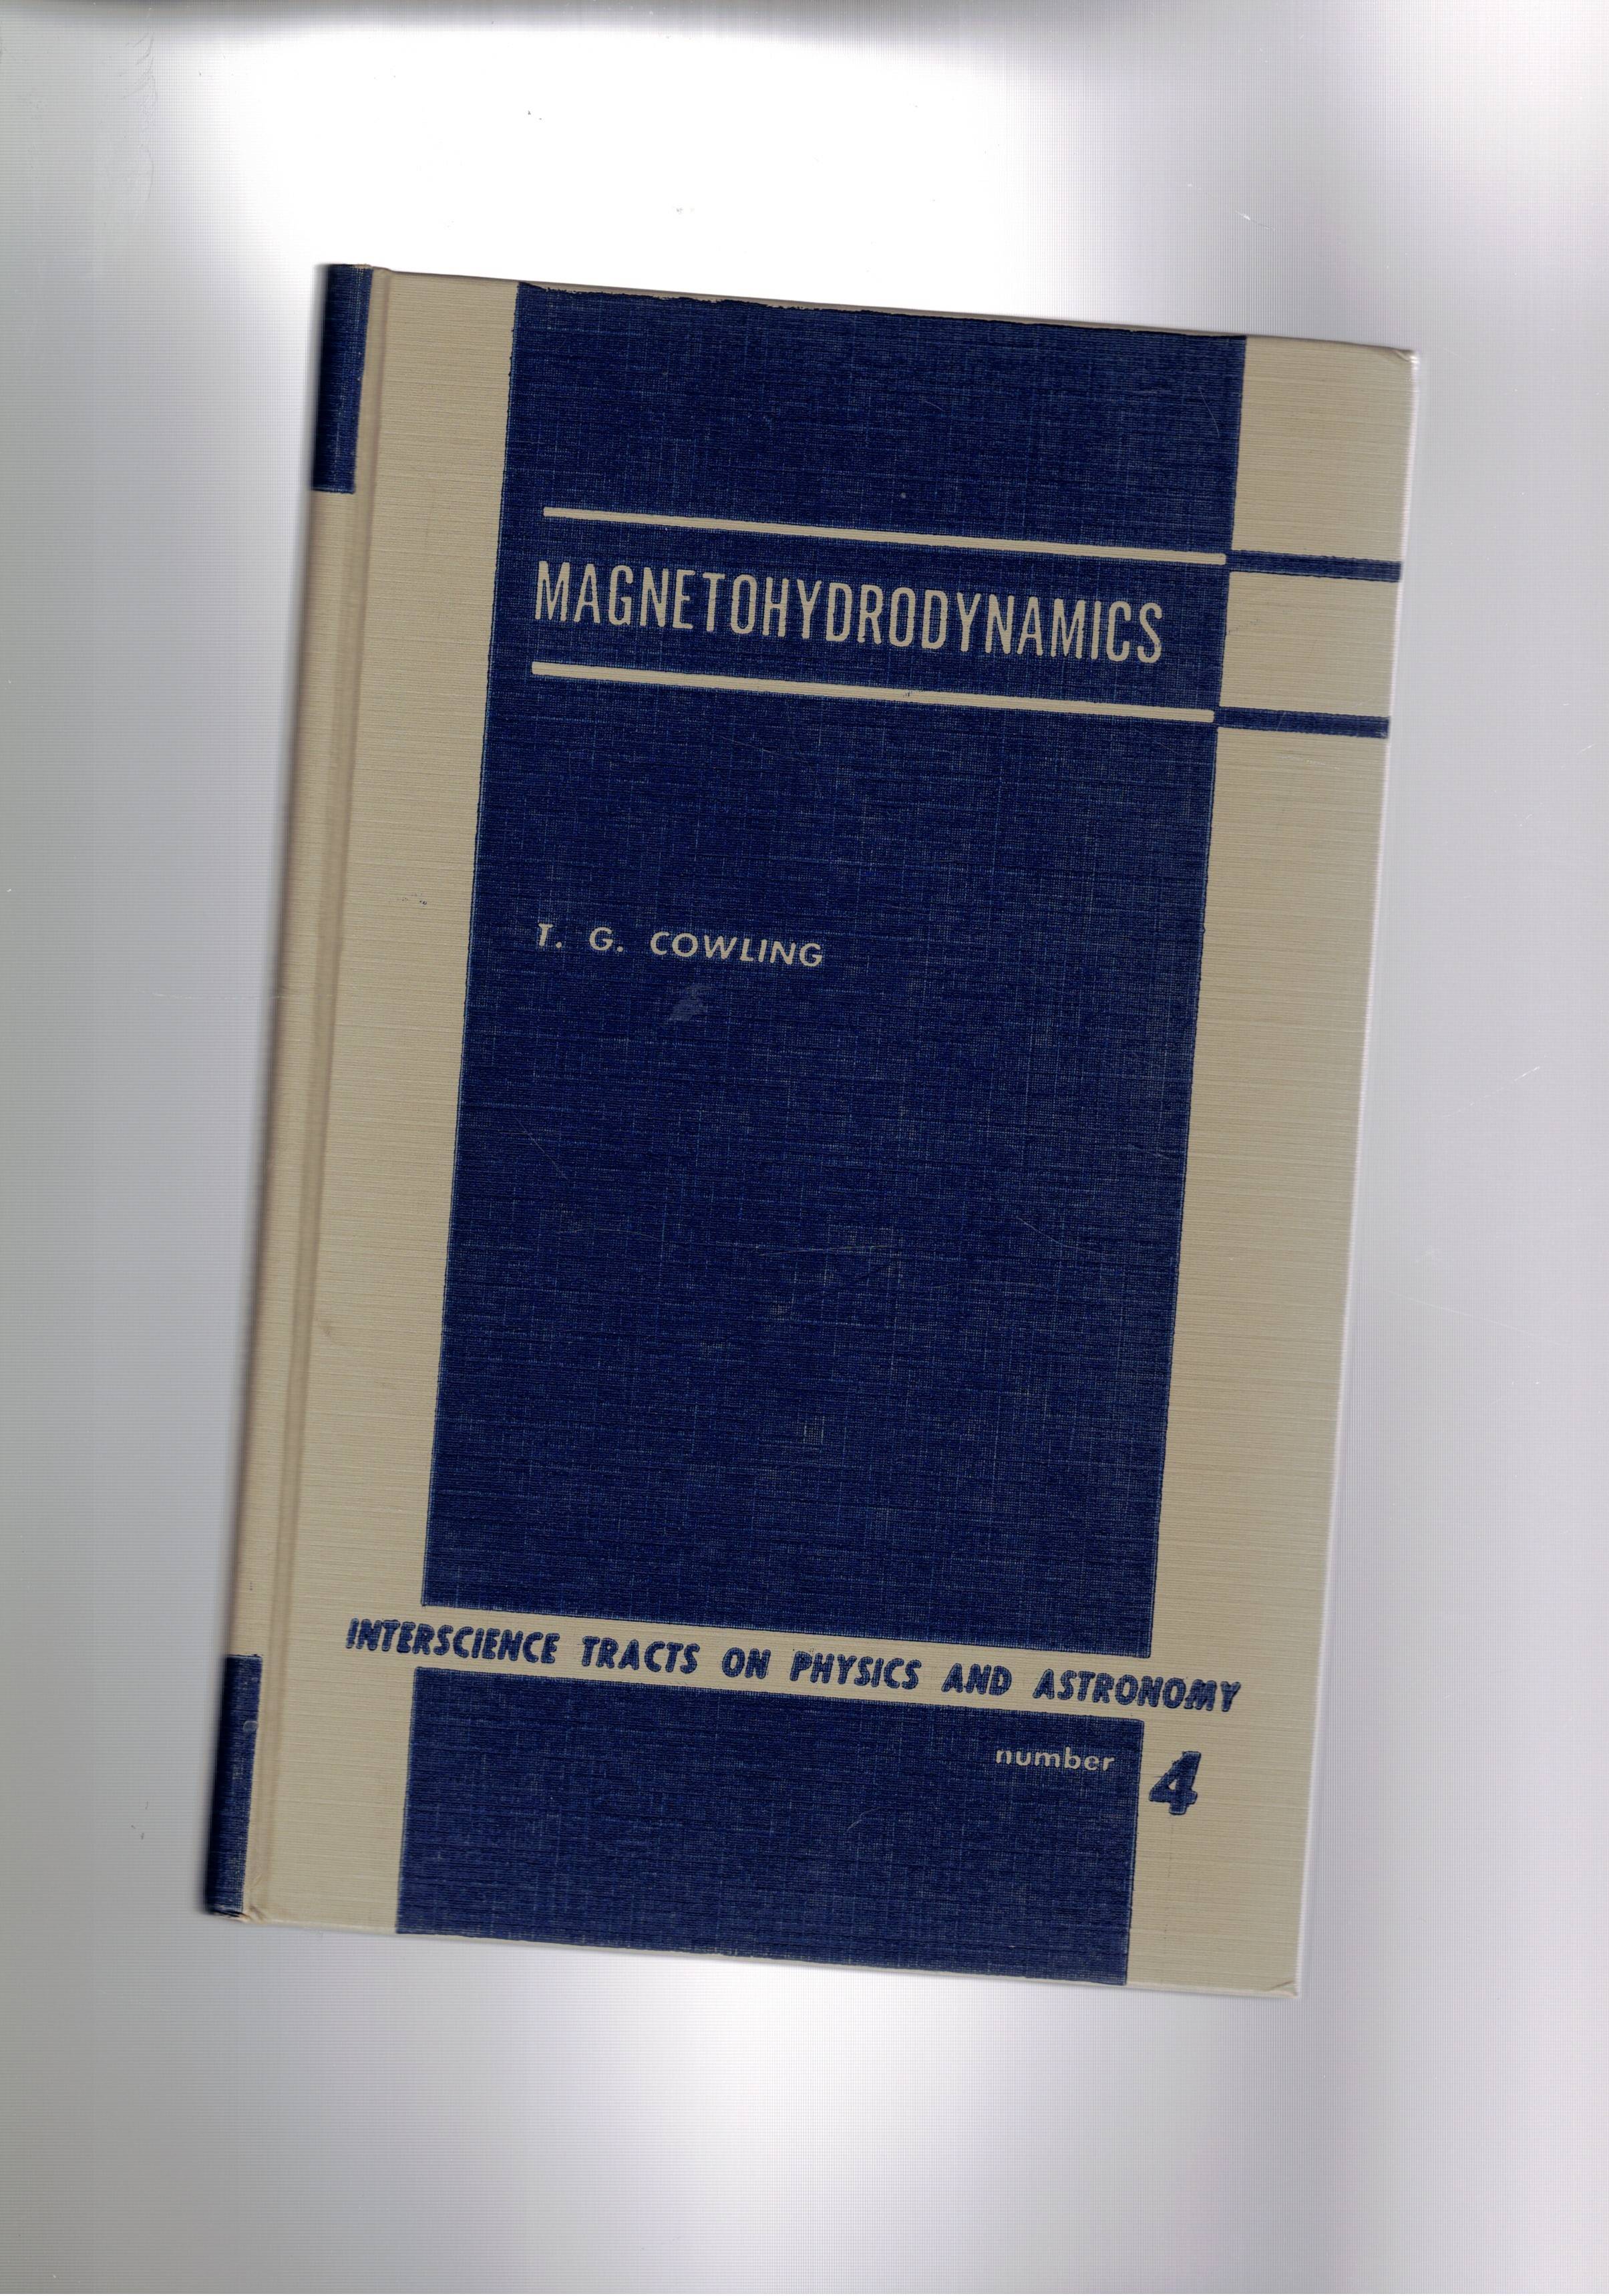 MAGNETOHYDRODYNAMICS
T. G. COWLING
INTERSCIENCE TRACTS ON PHYSICS AND ASTRONOMY
number 4